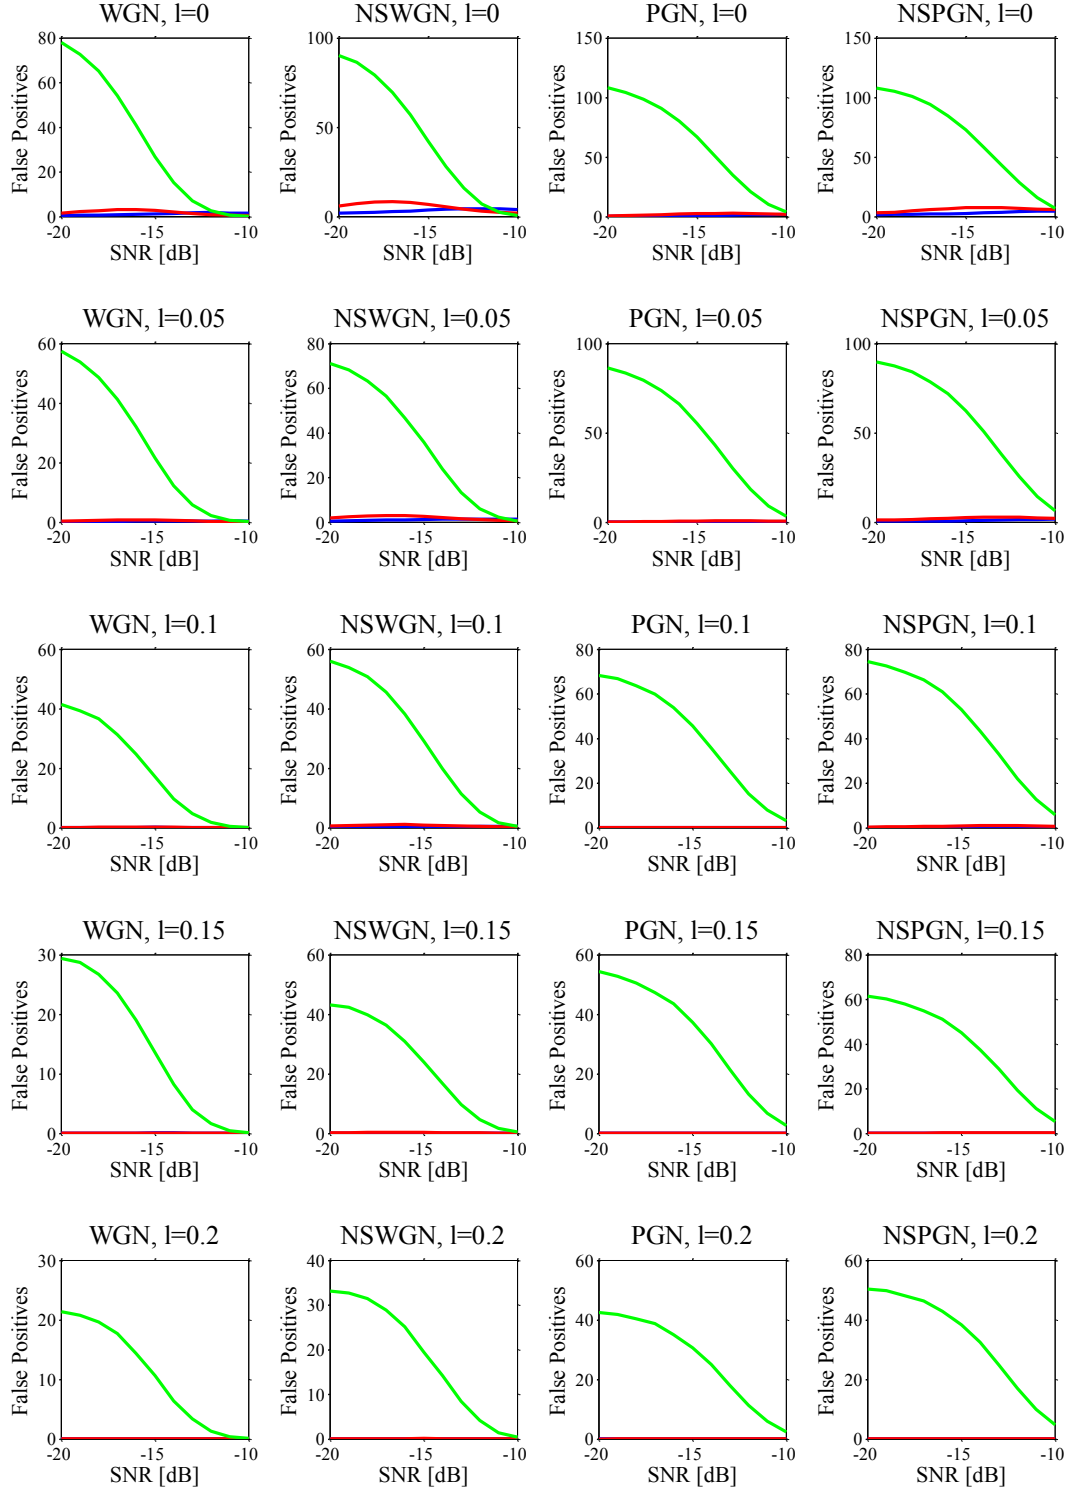 WGN, l=0 NSWGN, l=0 PGN, l=0 NSPGN, l=0
False Positives 80 60 40 20 0 False Positives 100 50 0 False Positives 150 100 50 0 False Positives 150 100 50 0
-20 -15 -10 -20 -15 -10 -20 -15 -10 -20 -15 -10
SNR [dB] SNR [dB] SNR [dB] SNR [dB]
WGN, l=0.05 NSWGN, l=0.05 PGN, l=0.05 NSPGN, l=0.05
False Positives 60 40 20 0 False Positives 80 60 40 20 0 False Positives 100 50 0 False Positives 100 50 0
-20 -15 -10 -20 -15 -10 -20 -15 -10 -20 -15 -10
SNR [dB] SNR [dB] SNR [dB] SNR [dB]
WGN, l=0.1 NSWGN, l=0.1 PGN, l=0.1 NSPGN, l=0.1
False Positives 60 40 20 0 False Positives 60 40 20 0 False Positives 80 60 40 20 0 False Positives 80 60 40 20 0
-20 -15 -10 -20 -15 -10 -20 -15 -10 -20 -15 -10
SNR [dB] SNR [dB] SNR [dB] SNR [dB]
WGN, l=0.15 NSWGN, l=0.15 PGN, l=0.15 NSPGN, l=0.15
False Positives 30 20 10 0 False Positives 60 40 20 0 False Positives 60 40 20 0 False Positives 80 60 40 20 0
-20 -15 -10 -20 -15 -10 -20 -15 -10 -20 -15 -10
SNR [dB] SNR [dB] SNR [dB] SNR [dB]
WGN, l=0.2 NSWGN, l=0.2 PGN, l=0.2 NSPGN, l=0.2
False Positives 30 20 10 0 False Positives 40 30 20 10 0 False Positives 60 40 20 0 False Positives 60 40 20 0
-20 -15 -10 -20 -15 -10 -20 -15 -10 -20 -15 -10
SNR [dB] SNR [dB] SNR [dB] SNR [dB]